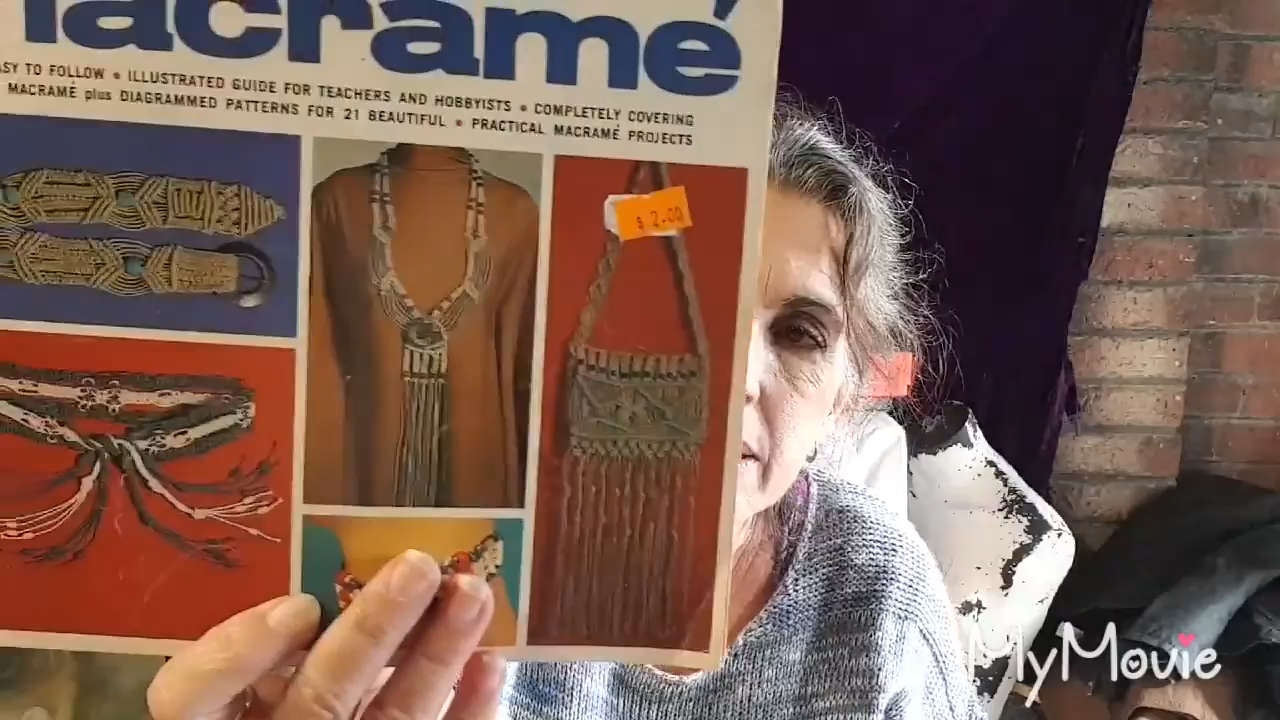 acramé
ASY TO FOLLOW • ILLUSTRATED GUIDE FOR TEACHERS AND HOBBYISTS • COMPLETELY COVERING
MACRAMÉ plus DIAGRAMMED PATTERNS FOR 21 BEAUTIFUL • PRACTICAL MACRAMÉ PROJECTS
$ 2.00
MyMovie